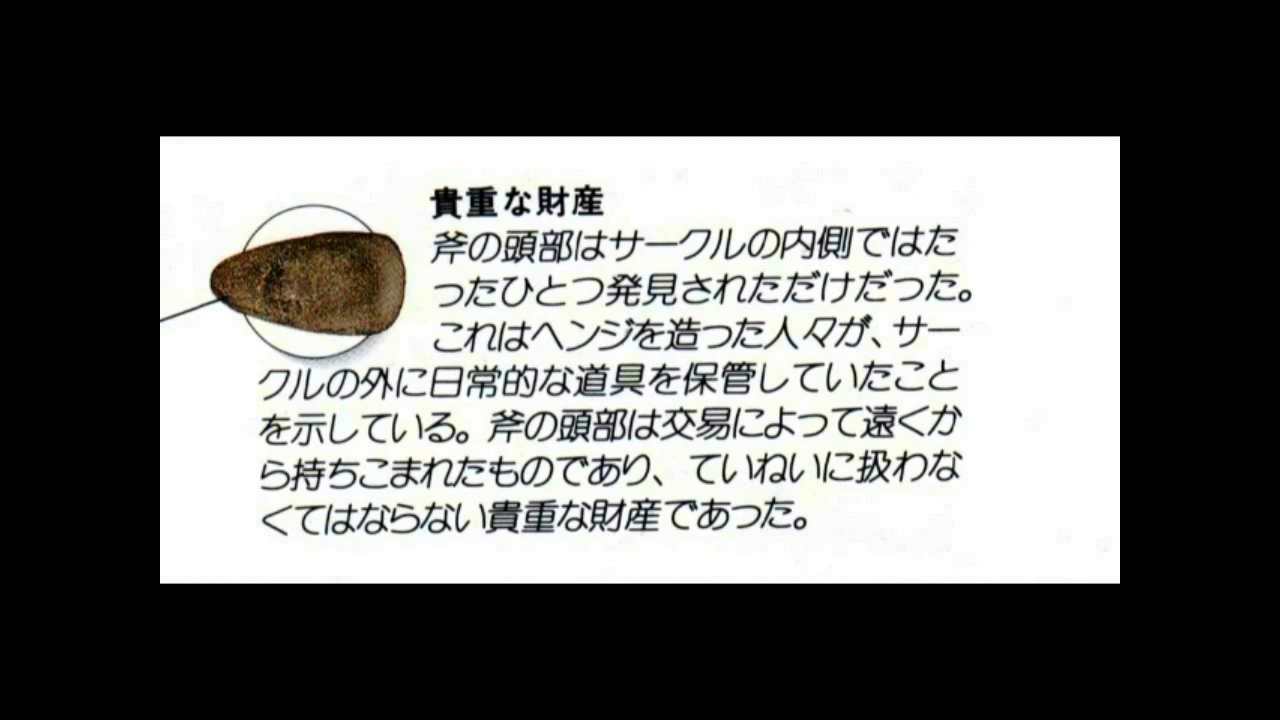 貴重な財産
斧の頭部はサークルの内側ではた
ったひとつ発見されただけだった。
これはヘンジを造った人々が、サー
クルの外に日常的な道具を保管していたこと
を示している。斧の頭部は交易によって遠くか
ら持ちこまれたものであり、ていねいに扱わな
くてはならない貴重な財産であった。